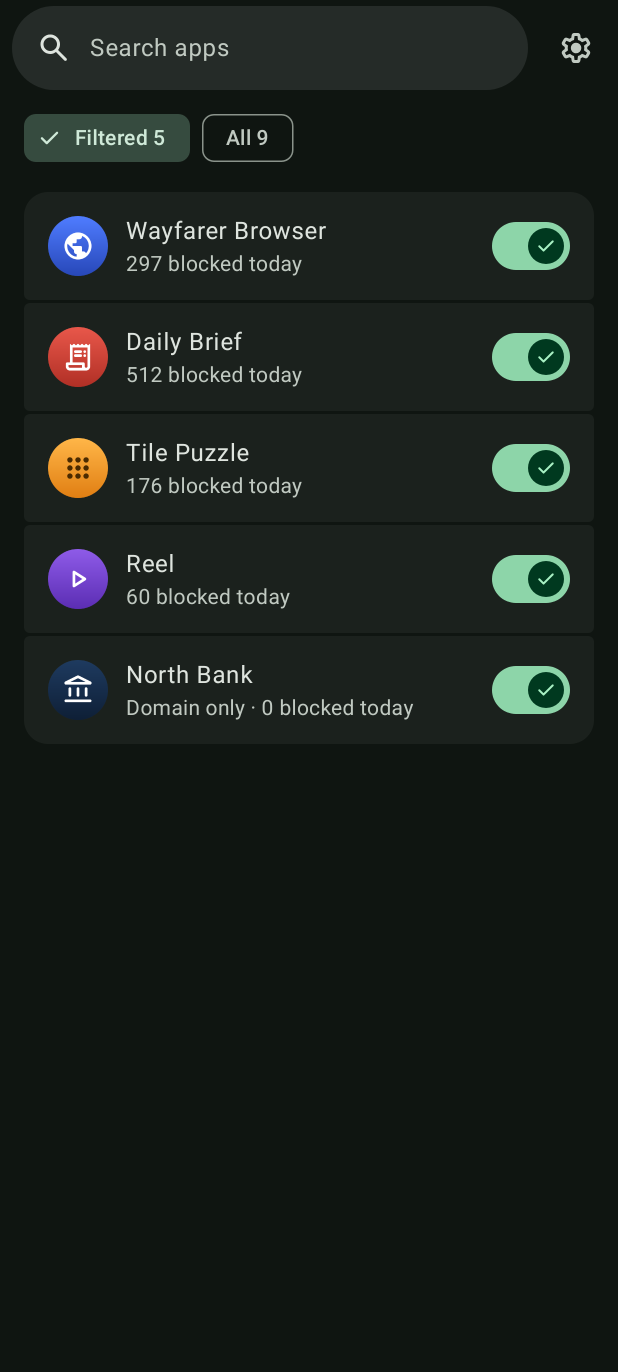 Search apps
Filtered 5
All 9
Wayfarer Browser
297 blocked today
Daily Brief
512 blocked today
Tile Puzzle
176 blocked today
Reel
60 blocked today
North Bank
Domain only · 0 blocked today